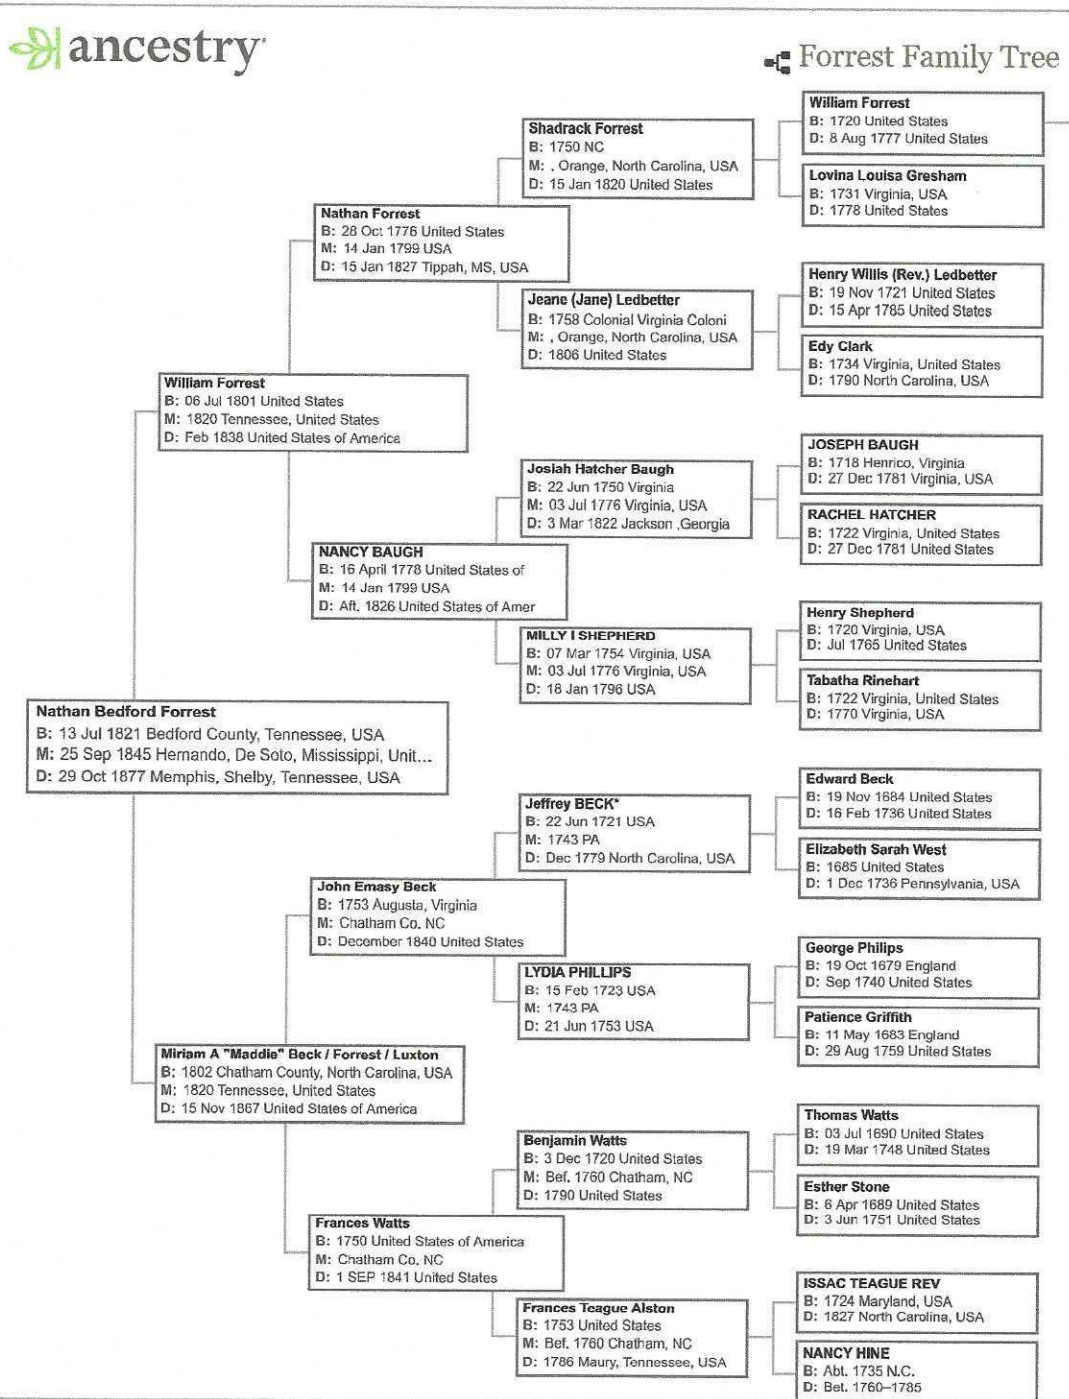 ancestry
Forrest Family Tree
William Forrest
B: 1720 United States
D: 8 Aug 1777 United States
Shadrack Forrest
B: 1750 NC
M: , Orange, North Carolina, USA
D: 15 Jan 1820 United States
Lovina Louisa Gresham
B: 1731 Virginia, USA
D: 1778 United States
Nathan Forrest
B: 28 Oct 1776 United States
M: 14 Jan 1799 USA
D: 15 Jan 1827 Tippah, MS, USA
Henry Willis (Rev.) Ledbetter
B: 19 Nov 1721 United States
D: 15 Apr 1785 United States
Jeane (Jane) Ledbetter
B: 1758 Colonial Virginia Coloni
M: , Orange, North Carolina, USA
D: 1806 United States
Edy Clark
B: 1734 Virginia, United States
D: 1790 North Carolina, USA
William Forrest
B: 06 Jul 1801 United States
M: 1820 Tennessee, United States
D: Feb 1838 United States of America
JOSEPH BAUGH
B: 1718 Henrico, Virginia
D: 27 Dec 1781 Virginia, USA
Josiah Hatcher Baugh
B: 22 Jun 1750 Virginia
M: 03 Jul 1776 Virginia, USA
D: 3 Mar 1822 Jackson ,Georgia
RACHEL HATCHER
B: 1722 Virginia, United States
D: 27 Dec 1781 United States
NANCY BAUGH
B: 16 April 1778 United States of
M: 14 Jan 1799 USA
D: Aft. 1826 United States of Amer
Henry Shepherd
B: 1720 Virginia, USA
D: Jul 1765 United States
MILLY I SHEPHERD
B: 07 Mar 1754 Virginia, USA
M: 03 Jul 1776 Virginia, USA
D: 18 Jan 1796 USA
Tabatha Rinehart
B: 1722 Virginia, United States
D: 1770 Virginia, USA
Nathan Bedford Forrest
B: 13 Jul 1821 Bedford County, Tennessee, USA
M: 25 Sep 1845 Hernando, De Soto, Mississippi, Unit...
D: 29 Oct 1877 Memphis, Shelby, Tennessee, USA
Edward Beck
B: 19 Nov 1684 United States
D: 16 Feb 1736 United States
Jeffrey BECK*
B: 22 Jun 1721 USA
M: 1743 PA
D: Dec 1779 North Carolina, USA
Elizabeth Sarah West
B: 1685 United States
D: 1 Dec 1736 Pennsylvania, USA
John Emasy Beck
B: 1753 Augusta, Virginia
M: Chatham Co. NC
D: December 1840 United States
George Philips
B: 19 Oct 1679 England
D: Sep 1740 United States
LYDIA PHILLIPS
B: 15 Feb 1723 USA
M: 1743 PA
D: 21 Jun 1753 USA
Patience Griffith
B: 11 May 1683 England
D: 29 Aug 1759 United States
Miriam A "Maddie" Beck / Forrest / Luxton
B: 1802 Chatham County, North Carolina, USA
M: 1820 Tennessee, United States
D: 15 Nov 1867 United States of America
Thomas Watts
B: 03 Jul 1690 United States
D: 19 Mar 1748 United States
Benjamin Watts
B: 3 Dec 1720 United States
M: Bef. 1760 Chatham, NC
D: 1790 United States
Esther Stone
B: 6 Apr 1689 United States
D: 3 Jun 1751 United States
Frances Watts
B: 1750 United States of America
M: Chatham Co. NC
D: 1 SEP 1841 United States
ISSAC TEAGUE REV
B: 1724 Maryland, USA
D: 1827 North Carolina, USA
Frances Teague Alston
B: 1753 United States
M: Bef. 1760 Chatham, NC
D: 1786 Maury, Tennessee, USA
NANCY HINE
B: Abt. 1735 N.C.
D: Bet. 1760–1785